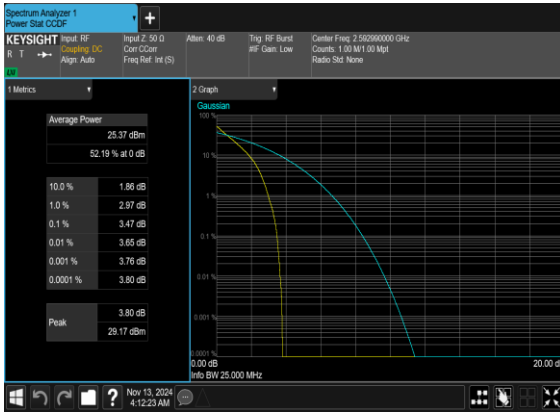 Spectrum Analyzer 1
Power Stat CCDF
KEYSIGHT
R T
Input: RF
Coupling: DC
Align: Auto
Input Z: 50 Ω
Corr CCorr
Freq Ref: Int (S)
Atten: 40 dB
Trig: RF Burst
#IF Gain: Low
Center Freq: 2.592990000 GHz
Counts: 1.00 M/1.00 Mpt
Radio Std: None
1 Metrics
Average Power
25.37 dBm
52.19 % at 0 dB
10.0 % 1.86 dB
1.0 % 2.97 dB
0.1 % 3.47 dB
0.01 % 3.65 dB
0.001 % 3.76 dB
0.0001 % 3.80 dB
Peak
3.80 dB
29.17 dBm
2 Graph
Gaussian
100 %
10 %
1 %
0.1 %
0.01 %
0.001 %
0.0001 %
0.00 dB
20.00 d
Info BW 25.000 MHz
Nov 13, 2024
4:12:23 AM